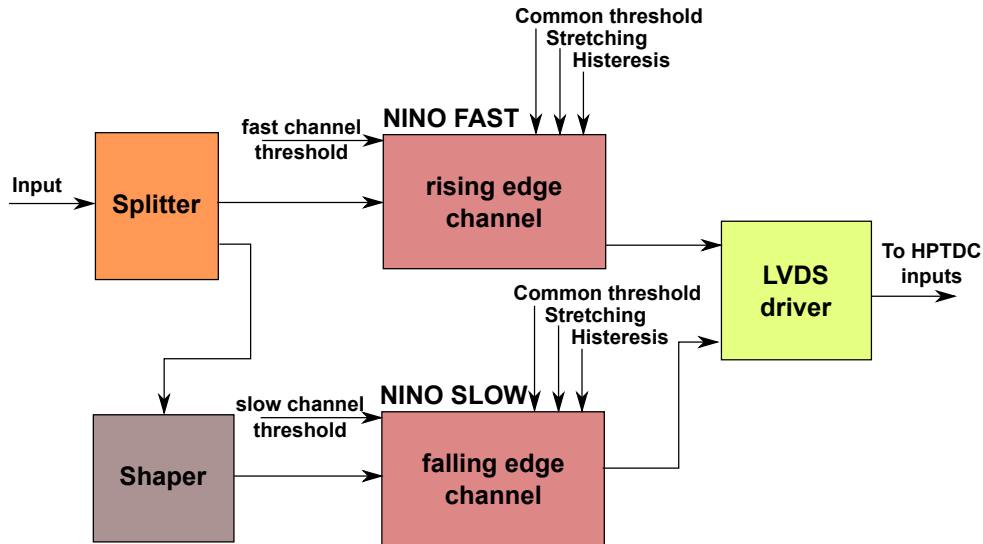 Common threshold
Stretching
Histeresis
NINO FAST
fast channel
threshold
Input
Splitter
rising edge
channel
To HPTDC
inputs
LVDS
driver
Common threshold
Stretching
Histeresis
NINO SLOW
slow channel
threshold
Shaper
falling edge
channel